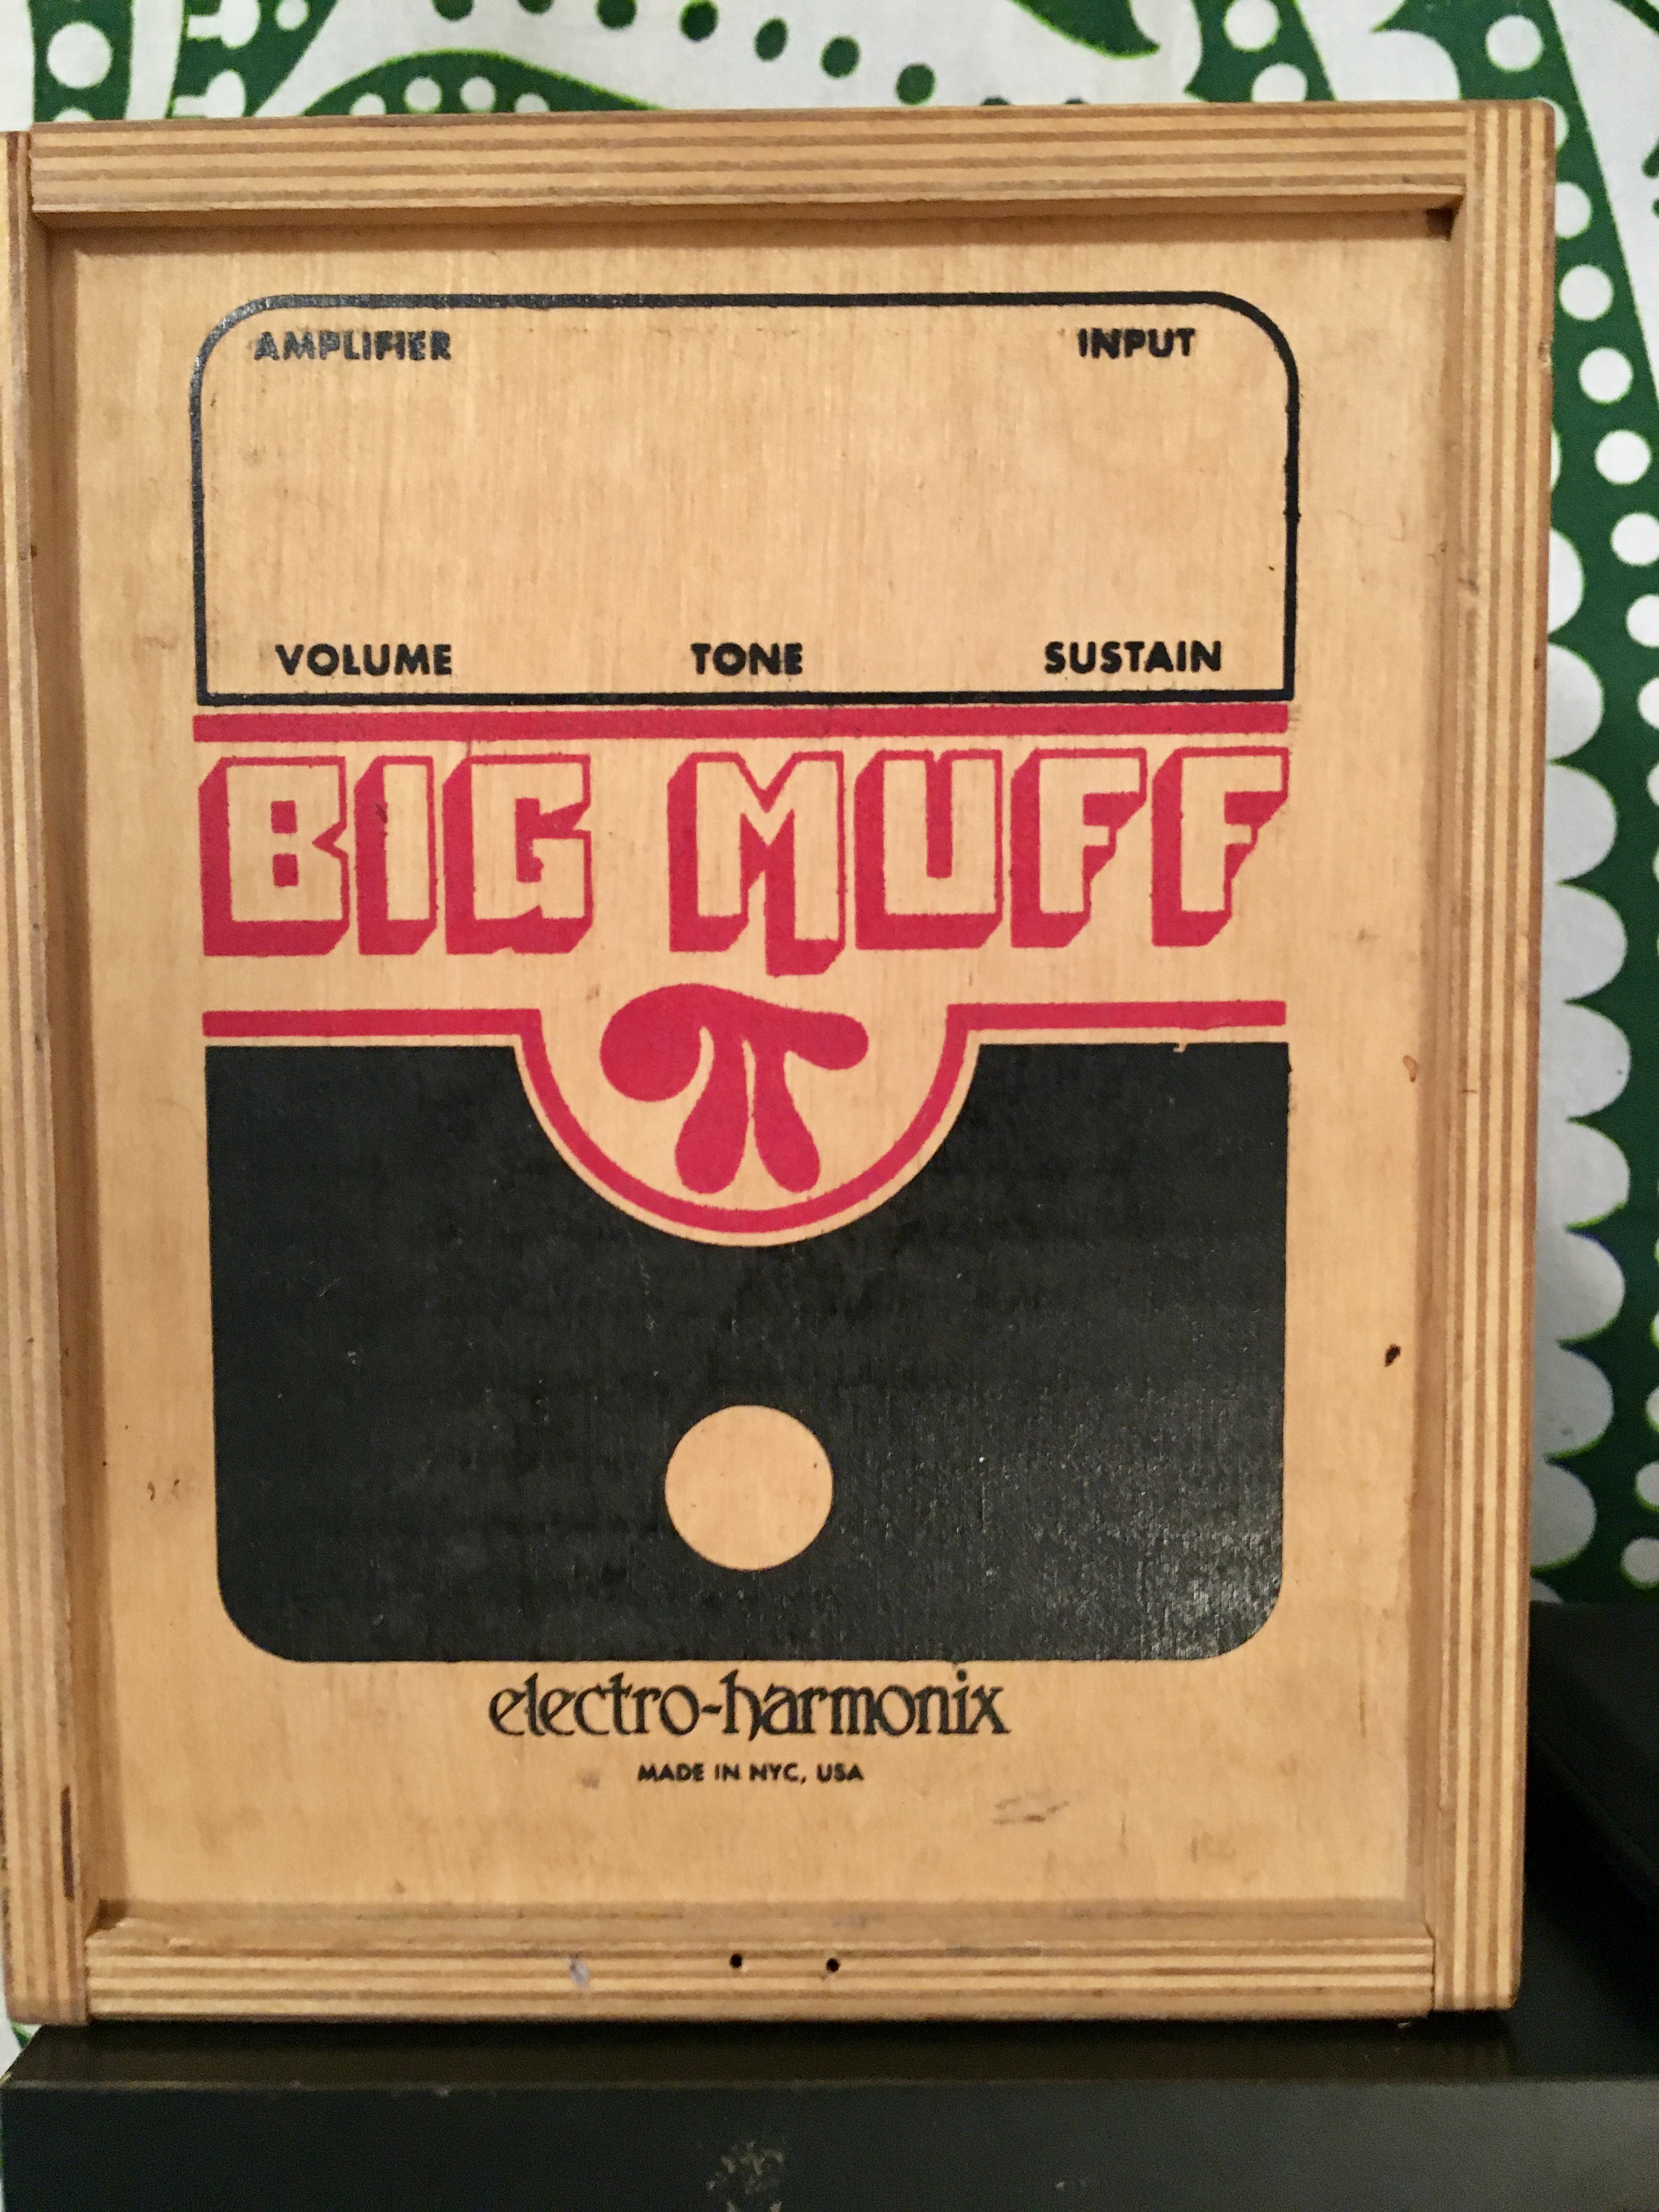 AMPLIFIER INPUT
VOLUME TONE SUSTAIN
BIG MUFF
π
electro-harmonix
MADE IN NYC, USA